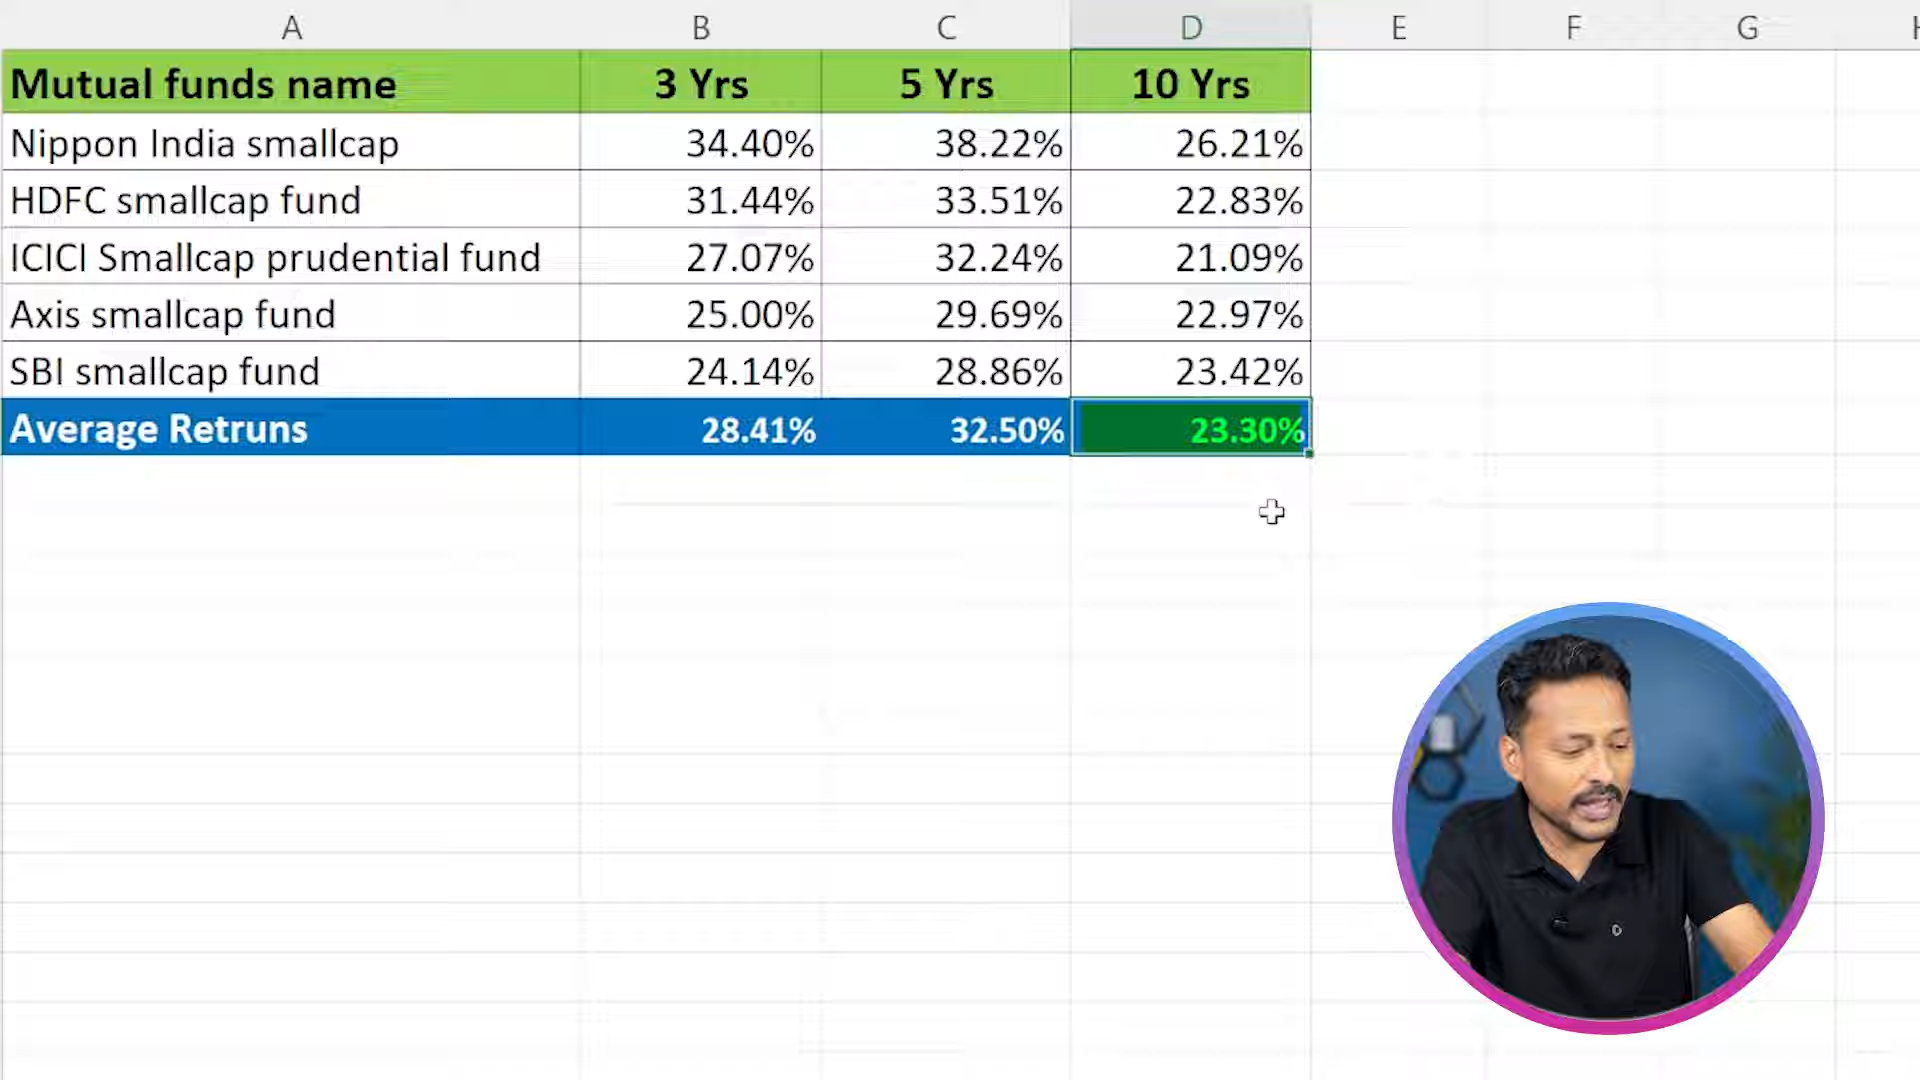 A B C D E F G
Mutual funds name 3 Yrs 5 Yrs 10 Yrs
Nippon India smallcap 34.40% 38.22% 26.21%
HDFC smallcap fund 31.44% 33.51% 22.83%
ICICI Smallcap prudential fund 27.07% 32.24% 21.09%
Axis smallcap fund 25.00% 29.69% 22.97%
SBI smallcap fund 24.14% 28.86% 23.42%
Average Retruns 28.41% 32.50% 23.30%